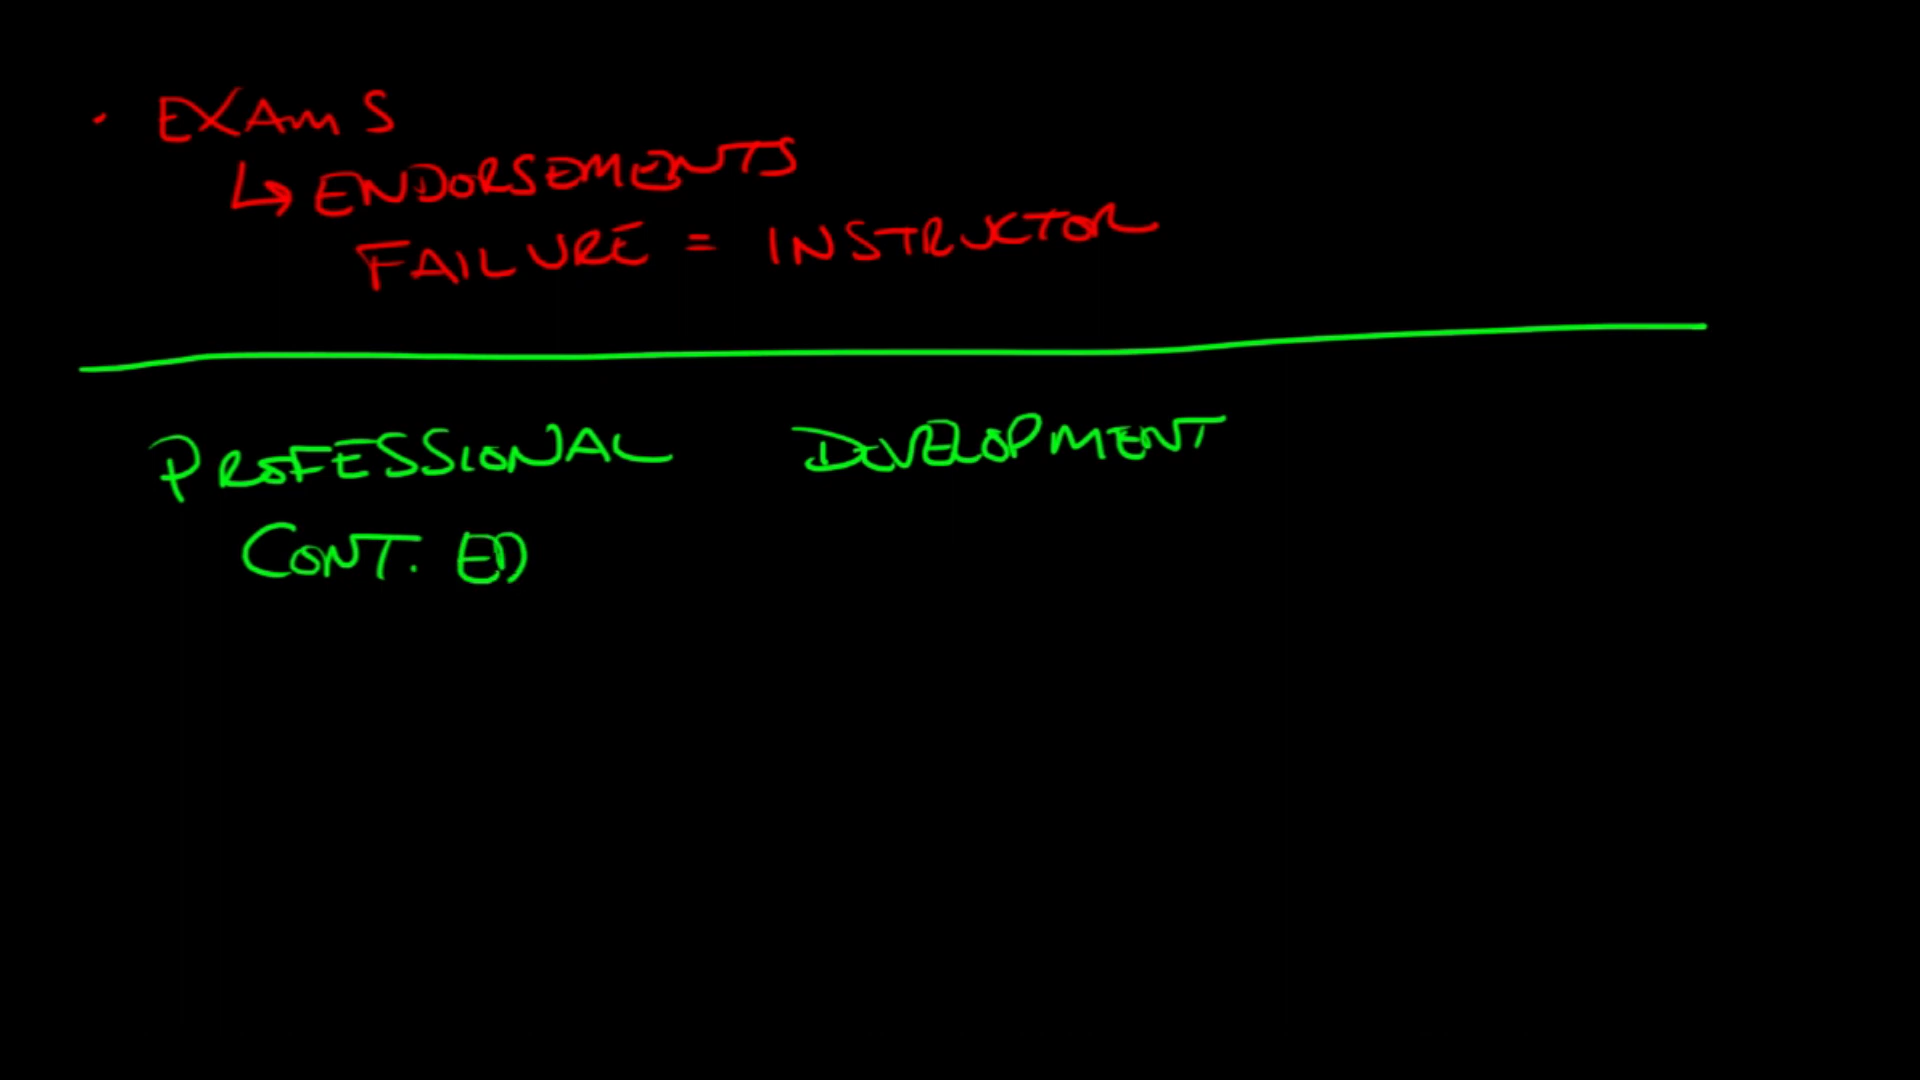 · EXAMS
↳ ENDORSEMENTS
FAILURE = INSTRUCTOR
PROFESSIONAL DEVELOPMENT
CONT. ED